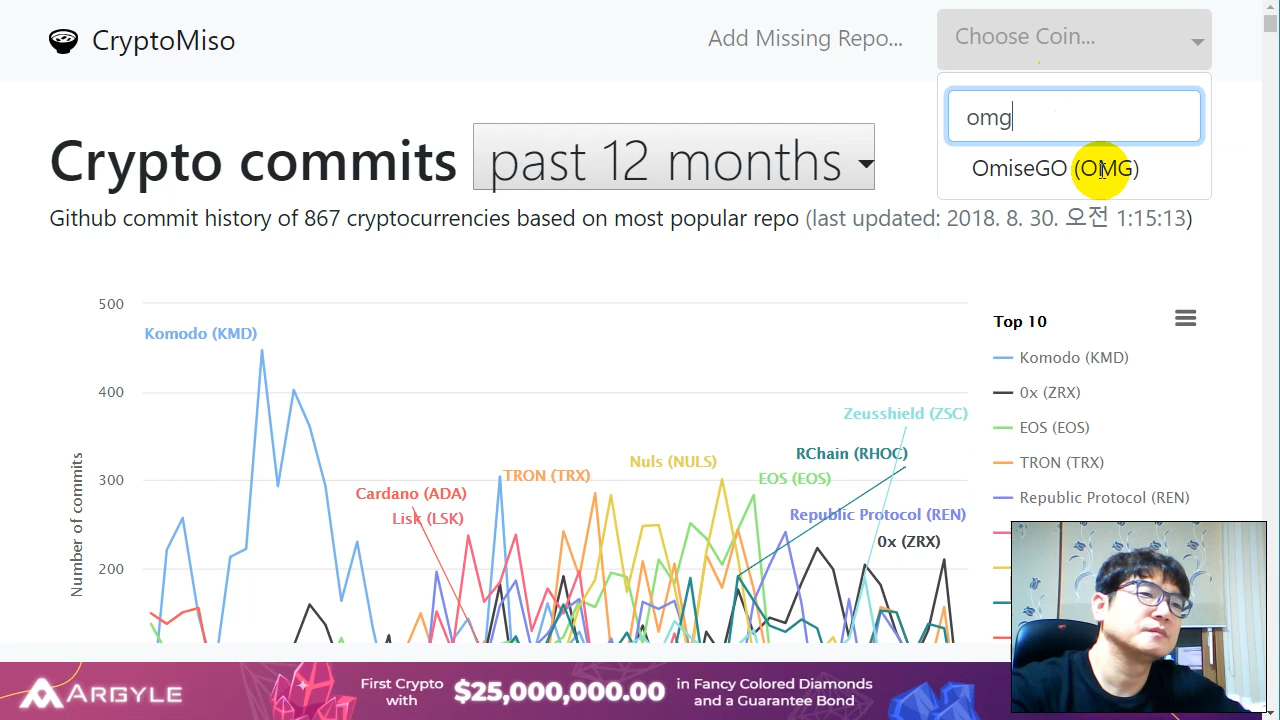 CryptoMiso
Add Missing Repo...
Choose Coin...
omg
OmiseGO (OMG)
Crypto commits past 12 months
Github commit history of 867 cryptocurrencies based on most popular repo (last updated: 2018. 8. 30. 오전 1:15:13)
500
400
300
200
Number of commits
Komodo (KMD)
Cardano (ADA)
Lisk (LSK)
TRON (TRX)
Nuls (NULS)
EOS (EOS)
RChain (RHOC)
Zeusshield (ZSC)
Republic Protocol (REN)
0x (ZRX)
Top 10
Komodo (KMD)
0x (ZRX)
EOS (EOS)
TRON (TRX)
Republic Protocol (REN)
ARGYLE
First Crypto
with
$25,000,000.00
in Fancy Colored Diamonds
and a Guarantee Bond